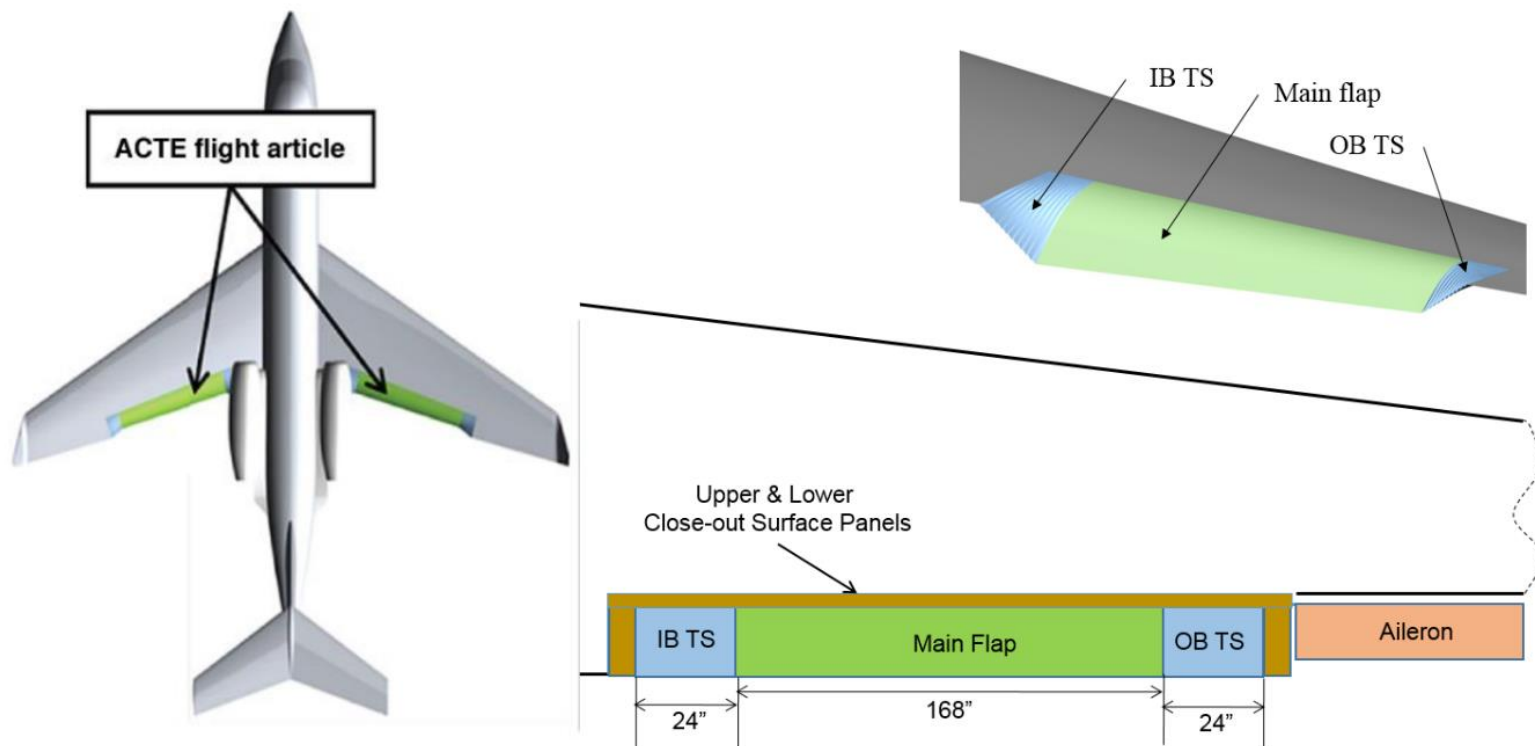 ACTE flight article
IB TS
Main flap
OB TS
Upper & Lower
Close-out Surface Panels
IB TS
Main Flap
OB TS
Aileron
24”
168”
24”